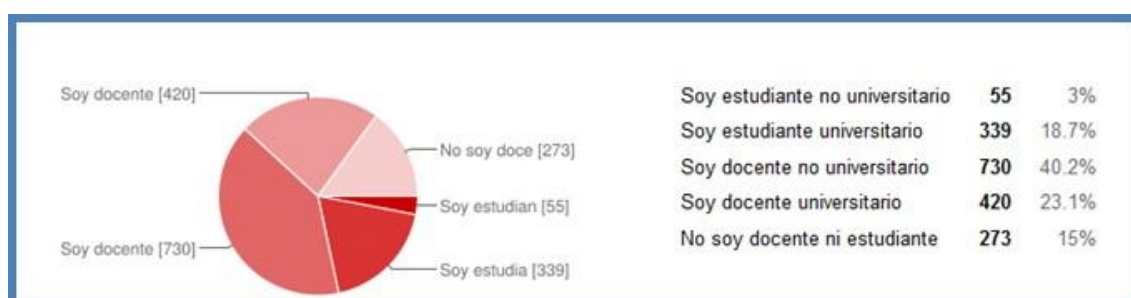 Soy docente [420]
No soy doce [273]
Soy estudian [55]
Soy docente [730]
Soy estudia [339]
Soy estudiante no universitario 55 3%
Soy estudiante universitario 339 18.7%
Soy docente no universitario 730 40.2%
Soy docente universitario 420 23.1%
No soy docente ni estudiante 273 15%